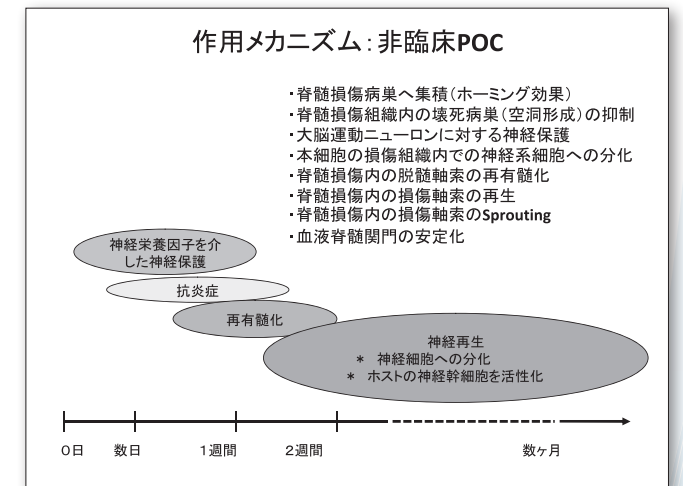 作用メカニズム：非臨床POC
・脊髄損傷病巣へ集積（ホーミング効果）
・脊髄損傷組織内の壊死病巣（空洞形成）の抑制
・大脳運動ニューロンに対する神経保護
・本細胞の損傷組織内での神経系細胞への分化
・脊髄損傷内の脱髄軸索の再有髄化
・脊髄損傷内の損傷軸索の再生
・脊髄損傷内の損傷軸索のSprouting
・血液脊髄関門の安定化
神経栄養因子を介
した神経保護
抗炎症
再有髄化
神経再生
＊ 神経細胞への分化
＊ ホストの神経幹細胞を活性化
0日 数日 1週間 2週間 数ヶ月